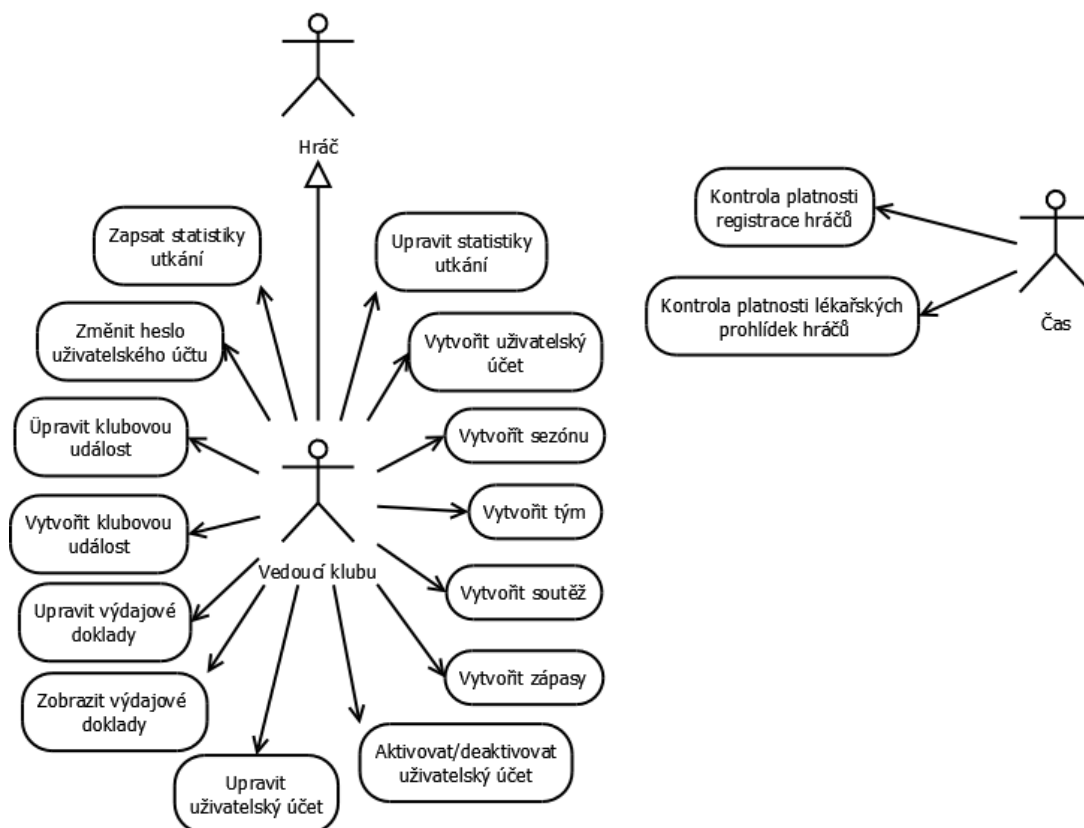 Hráč
Kontrola platnosti
registrace hráčů
Zapsat statistiky
utkání
Upravit statistiky
utkání
Kontrola platnosti lékařských
prohlídek hráčů
Čas
Změnit heslo
uživatelského účtu
Vytvořit uživatelský
účet
Üpravit klubovou
událost
Vytvořit sezónu
Vytvořit klubovou
událost
Vytvořit tým
Vedoucí klubu
Vytvořit soutěž
Upravit výdajové
doklady
Vytvořit zápasy
Zobrazit výdajové
doklady
Aktivovat/deaktivovat
uživatelský účet
Upravit
uživatelský účet